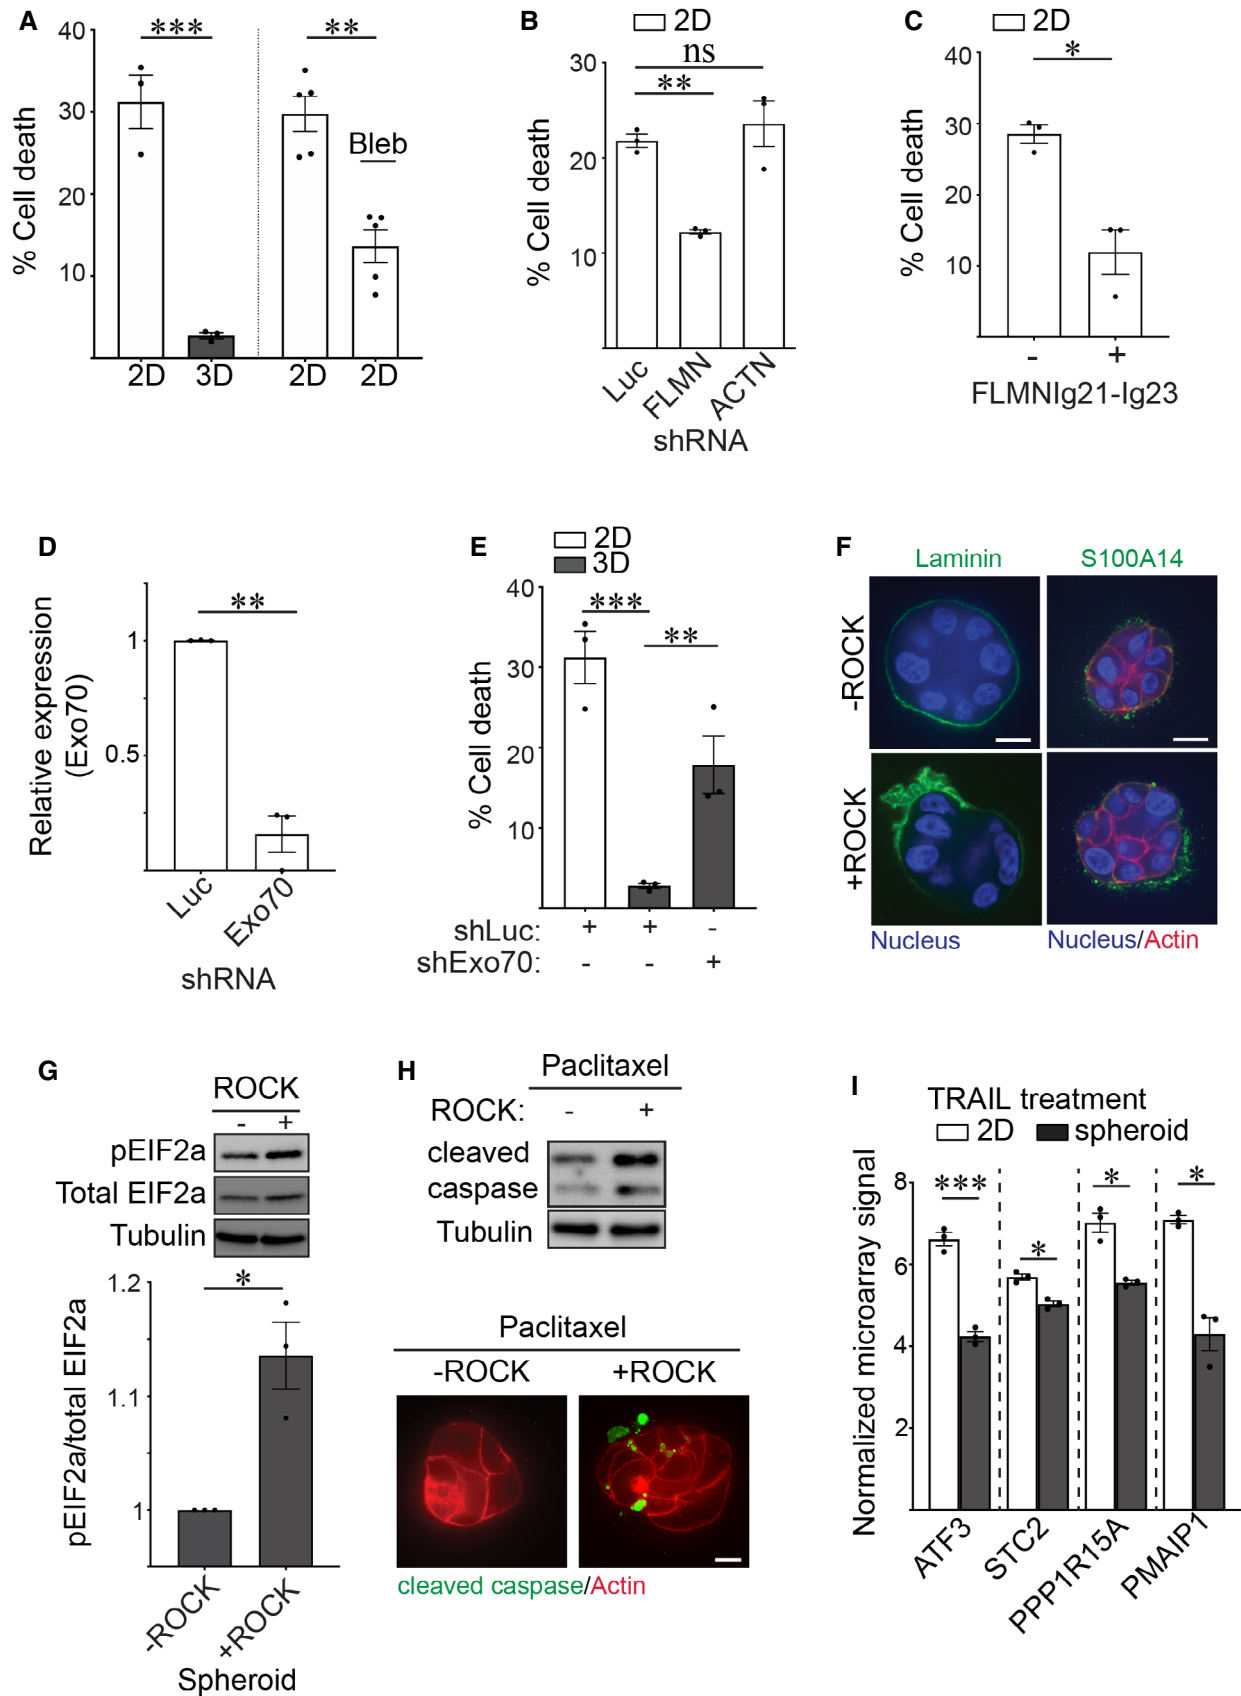 A
40
30
20
10
% Cell death
***
**
Bleb
2D 3D 2D 2D
B
2D
30
20
10
% Cell death
ns
**
Luc
FLMN
ACTN
shRNA
C
2D
40
30
20
10
% Cell death
*
- +
FLMNIg21-Ig23
D
1
0.5
Relative expression
(Exo70)
**
Luc
Exo70
shRNA
E
2D
3D
40
30
20
10
% Cell death
***
**
shLuc: + + -
shExo70: - - +
F
Laminin S100A14
-ROCK
+ROCK
Nucleus Nucleus/Actin
G
ROCK
- +
pEIF2a
Total EIF2a
Tubulin
1.2
1.1
1
pEIF2a/total EIF2a
*
-ROCK
+ROCK
Spheroid
H
Paclitaxel
ROCK: - +
cleaved
caspase
Tubulin
Paclitaxel
-ROCK +ROCK
cleaved caspase/Actin
I
TRAIL treatment
2D spheroid
8
6
4
2
Normalized microarray signal
***
*
*
*
ATF3
STC2
PPP1R15A
PMAIP1